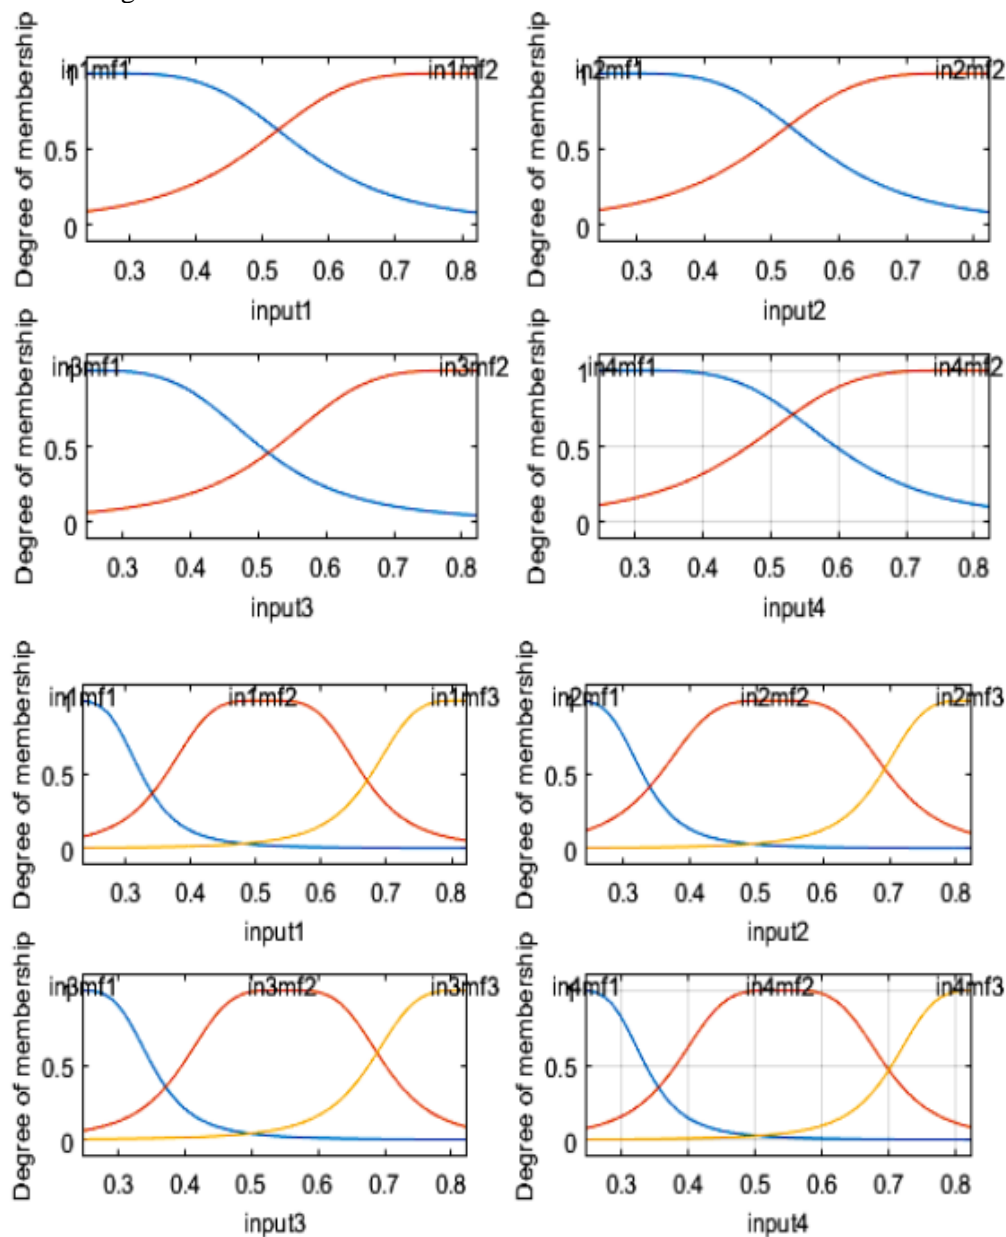 Degree of membership
in1mf1 in1mf2
1
0.5
0
0.3 0.4 0.5 0.6 0.7 0.8
input1
Degree of membership
in2mf1 in2mf2
1
0.5
0
0.3 0.4 0.5 0.6 0.7 0.8
input2
Degree of membership
in3mf1 in3mf2
1
0.5
0
0.3 0.4 0.5 0.6 0.7 0.8
input3
Degree of membership
in4mf1 in4mf2
1
0.5
0
0.3 0.4 0.5 0.6 0.7 0.8
input4
Degree of membership
in1mf1 in1mf2 in1mf3
1
0.5
0
0.3 0.4 0.5 0.6 0.7 0.8
input1
Degree of membership
in2mf1 in2mf2 in2mf3
1
0.5
0
0.3 0.4 0.5 0.6 0.7 0.8
input2
Degree of membership
in3mf1 in3mf2 in3mf3
1
0.5
0
0.3 0.4 0.5 0.6 0.7 0.8
input3
Degree of membership
in4mf1 in4mf2 in4mf3
1
0.5
0
0.3 0.4 0.5 0.6 0.7 0.8
input4